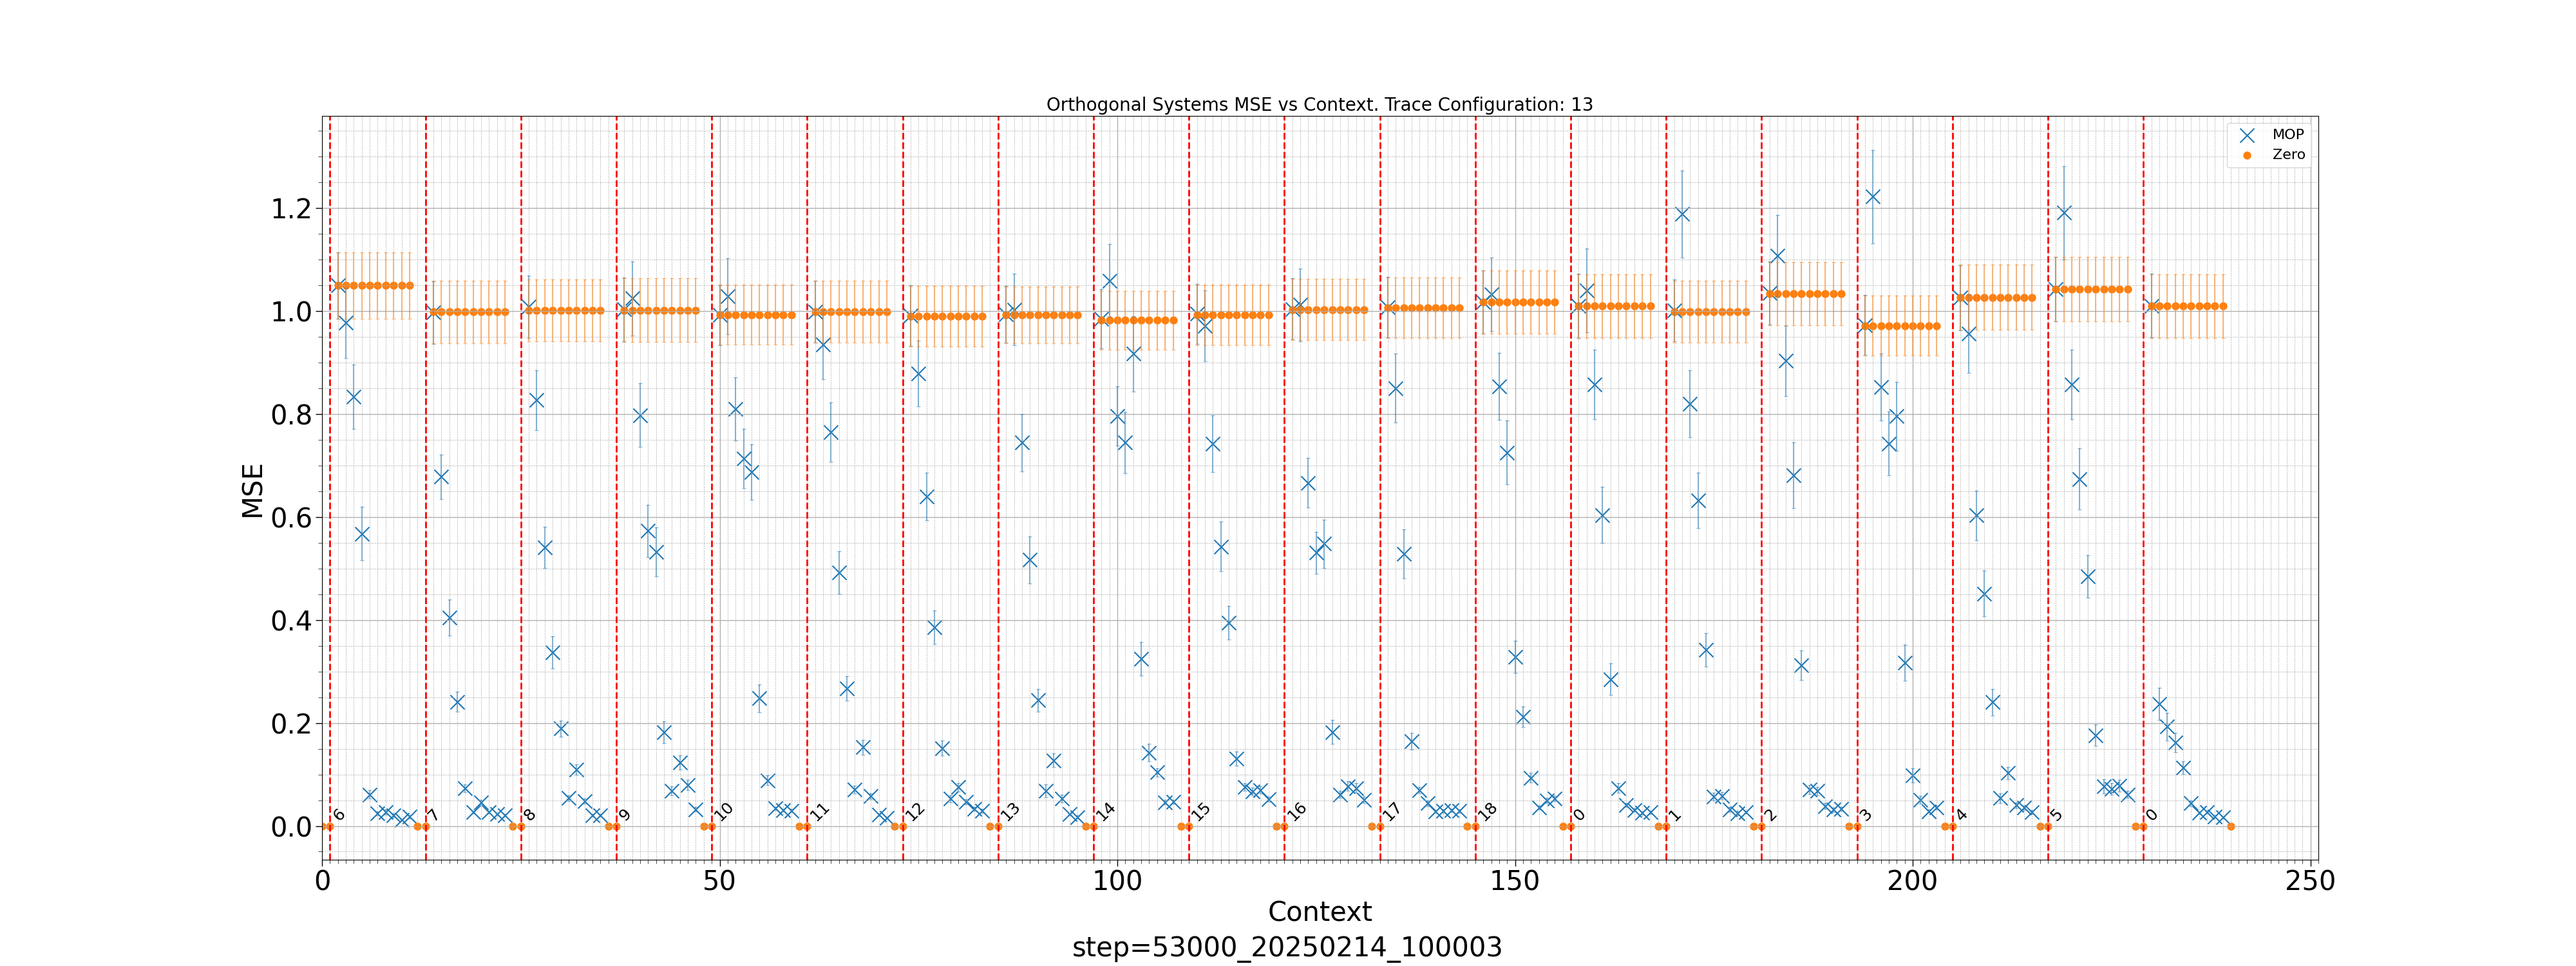 Orthogonal Systems MSE vs Context. Trace Configuration: 13
MOP
Zero
MSE
1.2
1.0
0.8
0.6
0.4
0.2
0.0
6 7 8 9 10 11 12 13 14 15 16 17 18 0 1 2 3 4 5 0
0 50 100 150 200 250
Context
step=53000_20250214_100003